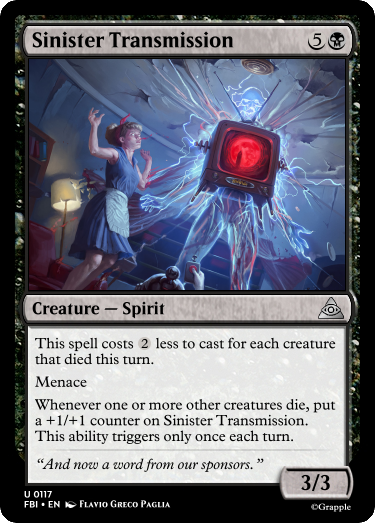 Sinister Transmission 5
Creature — Spirit
This spell costs 2 less to cast for each creature
that died this turn.
Menace
Whenever one or more other creatures die, put
a +1/+1 counter on Sinister Transmission.
This ability triggers only once each turn.
“And now a word from our sponsors.”
3/3
U 0117
FBI • EN Flavio Greco Paglia
©Grapple